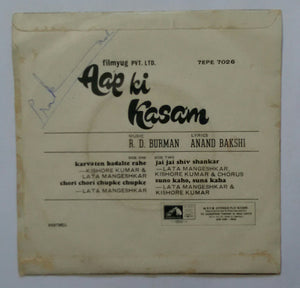 filmyug PVT. LTD.
7EPE 7026
Aap ki
Kasam
MUSIC
R. D. BURMAN
LYRICS
ANAND BAKSHI
SIDE ONE
karvaten badalte rahe
—KISHORE KUMAR &
LATA MANGESHKAR
chori chori chupke chupke
—LATA MANGESHKAR
SIDE TWO
jai jai shiv shankar
—LATA MANGESHKAR,
KISHORE KUMAR & CHORUS
suno kaho, suna kaha
—LATA MANGESHKAR &
KISHORE KUMAR